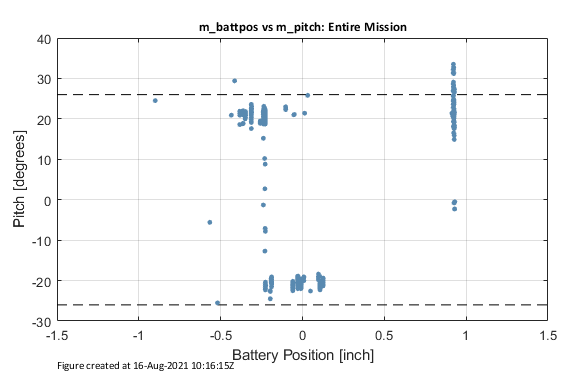 m_battpos vs m_pitch: Entire Mission
40
30
20
10
0
-10
-20
-30
Pitch [degrees]
-1.5 -1 -0.5 0 0.5 1 1.5
Battery Position [inch]
Figure created at 16-Aug-2021 10:16:15Z